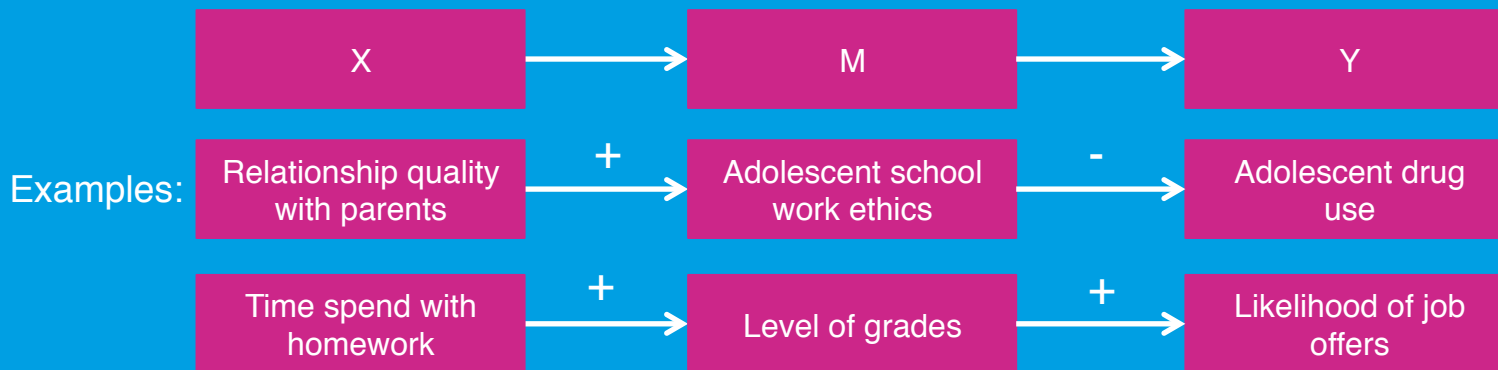 X
M
Y
Examples:
Relationship quality
with parents
+
Adolescent school
work ethics
-
Adolescent drug
use
Time spend with
homework
+
Level of grades
+
Likelihood of job
offers